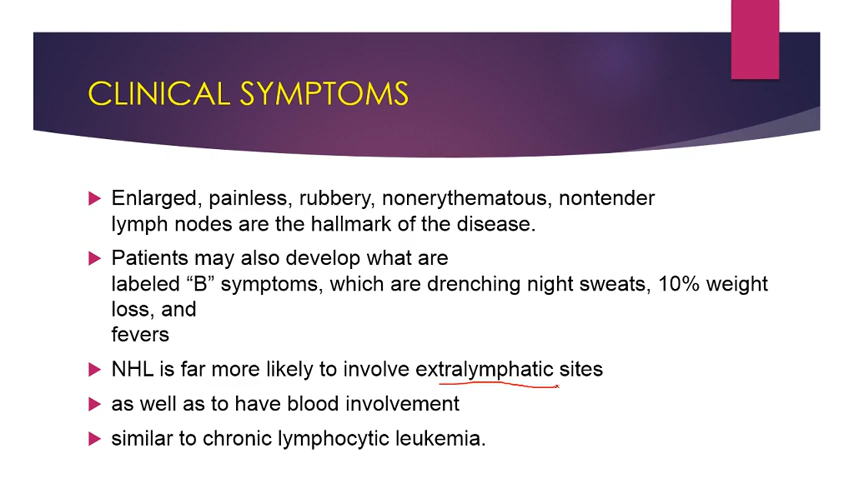 CLINICAL SYMPTOMS
Enlarged, painless, rubbery, nonerythematous, nontender
lymph nodes are the hallmark of the disease.
Patients may also develop what are
labeled “B” symptoms, which are drenching night sweats, 10% weight
loss, and
fevers
NHL is far more likely to involve extralymphatic sites
as well as to have blood involvement
similar to chronic lymphocytic leukemia.